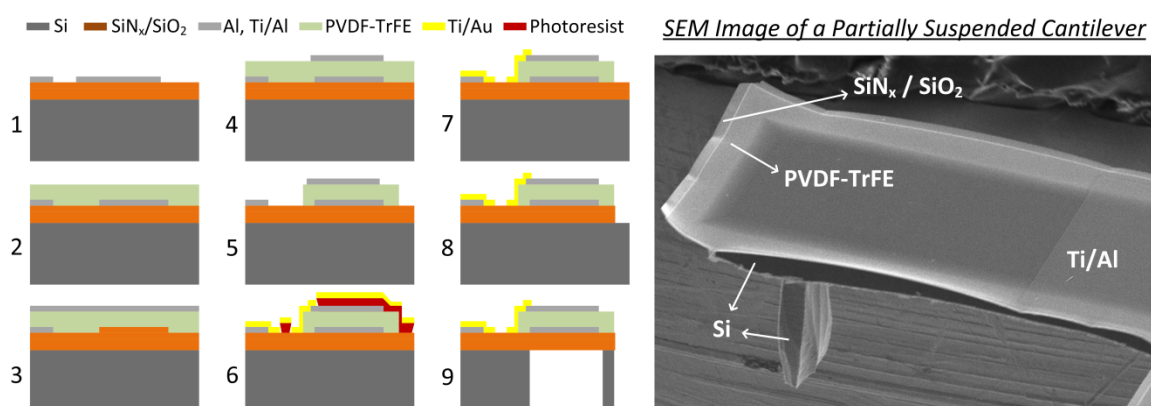 Si SiNx/SiO2 Al, Ti/Al PVDF-TrFE Ti/Au Photoresist
SEM Image of a Partially Suspended Cantilever
1
2
3
4
5
6
7
8
9
SiNx / SiO2
PVDF-TrFE
Ti/Al
Si